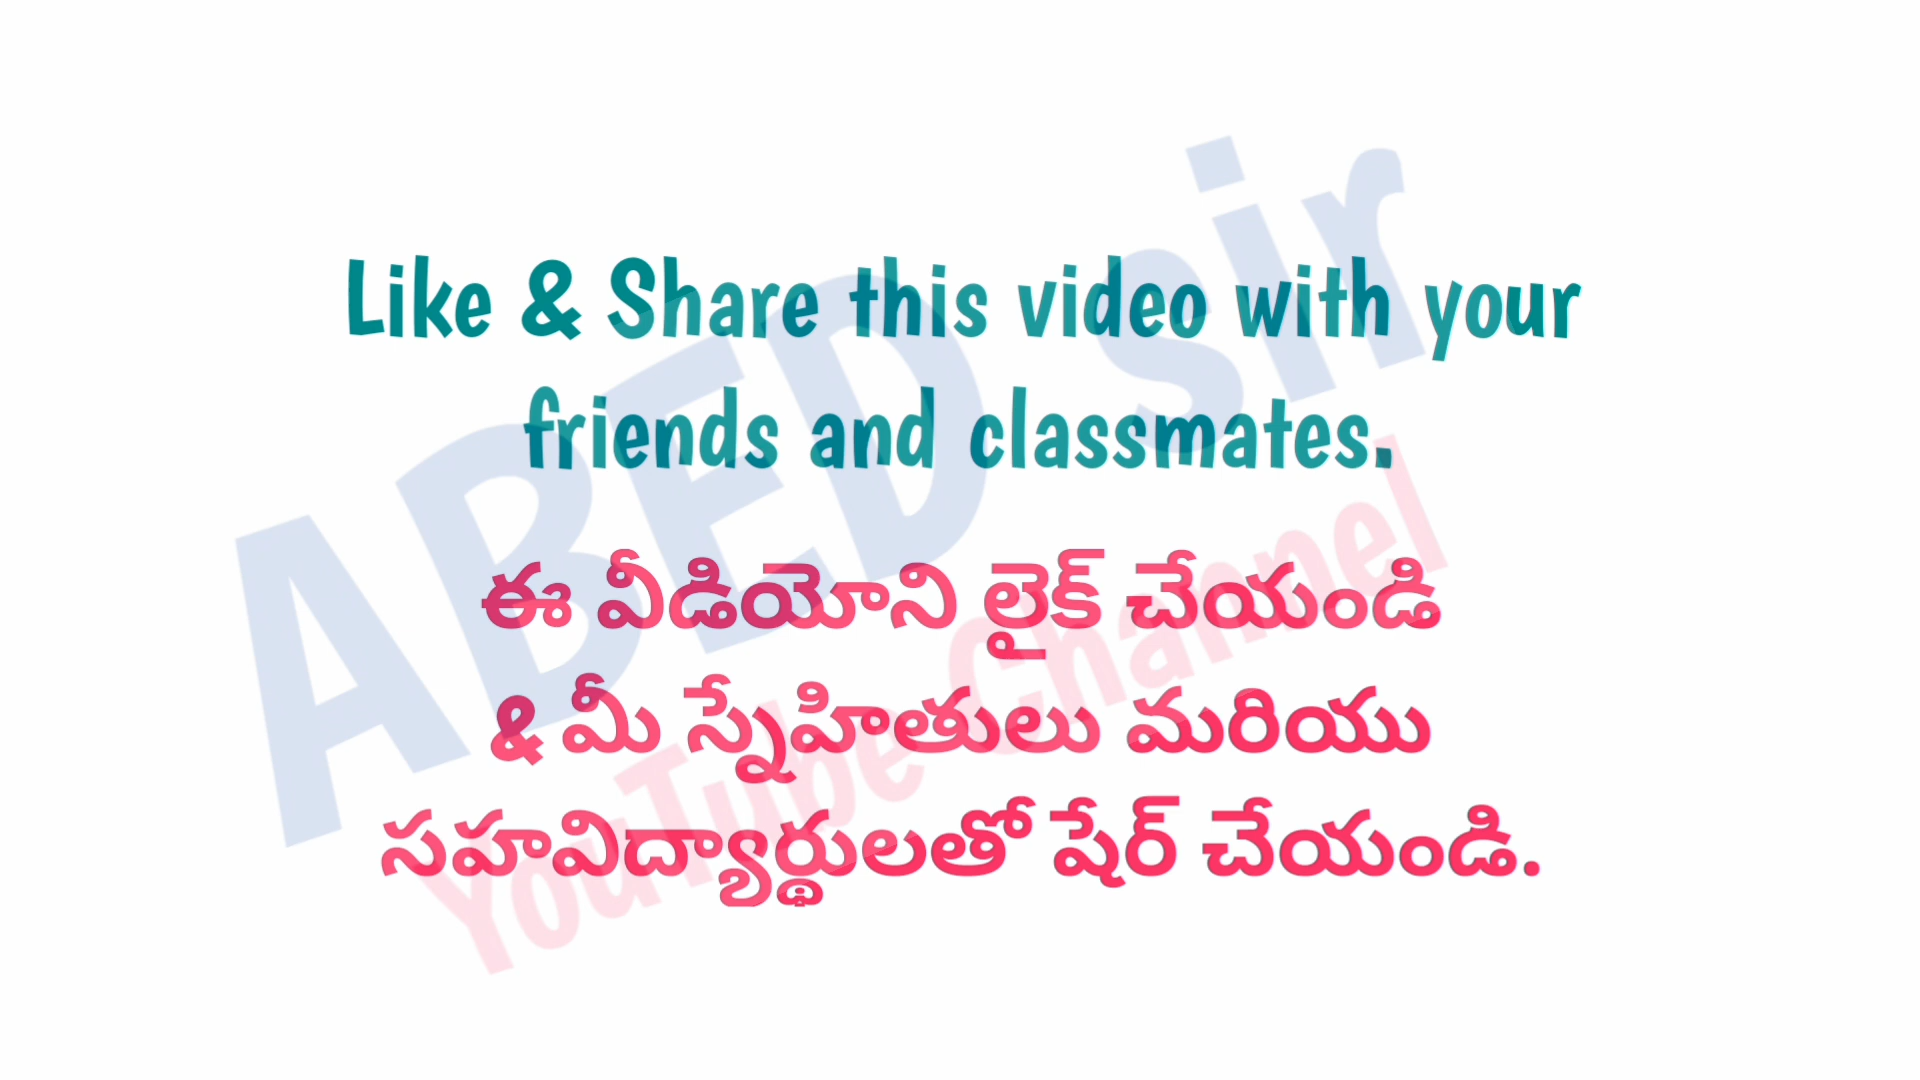 Like & Share this video with your
friends and classmates.
ఈ వీడియోని లైక్ చేయండి
& మీ స్నేహితులు మరియు
సహవిద్యార్థులతో షేర్ చేయండి.
ABED sir
YouTube Channel